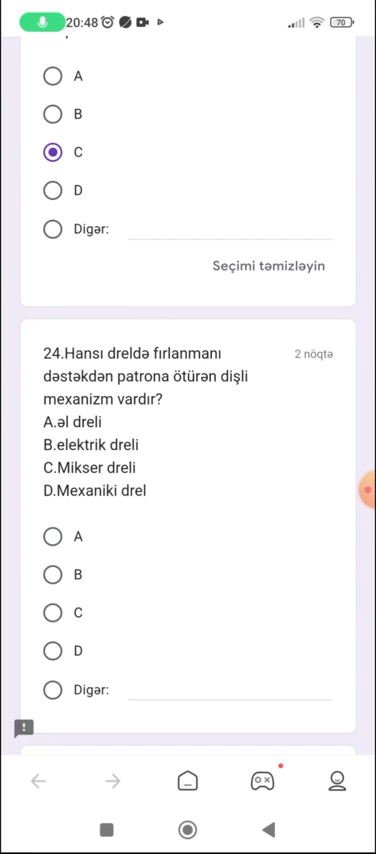 20:48
70
A
B
C
D
Digər:
Seçimi təmizləyin
24.Hansı dreldə fırlanmanı
2 nöqtə
dəstəkdən patrona ötürən dişli
mexanizm vardır?
A.əl dreli
B.elektrik dreli
C.Mikser dreli
D.Mexaniki drel
A
B
C
D
Digər: